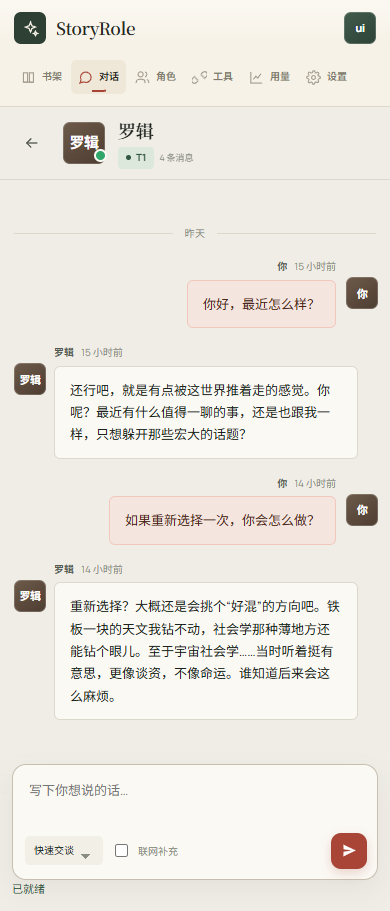 StoryRole
ui
书架
对话
角色
工具
用量
设置
罗辑
罗辑
T1 4 条消息
昨天
你 15 小时前
你好，最近怎么样？
你
罗辑 15 小时前
罗辑
还行吧，就是有点被这世界推着走的感觉。你
呢？最近有什么值得一聊的事，还是也跟我一
样，只想躲开那些宏大的话题？
你 14 小时前
如果重新选择一次，你会怎么做？
你
罗辑 14 小时前
罗辑
重新选择？大概还是会挑个“好混”的方向吧。铁
板一块的天文我钻不动，社会学那种薄地方还
能钻个眼儿。至于宇宙社会学……当时听着挺有
意思，更像谈资，不像命运。谁知道后来会这
么麻烦。
写下你想说的话...
快速交谈
联网补充
已就绪